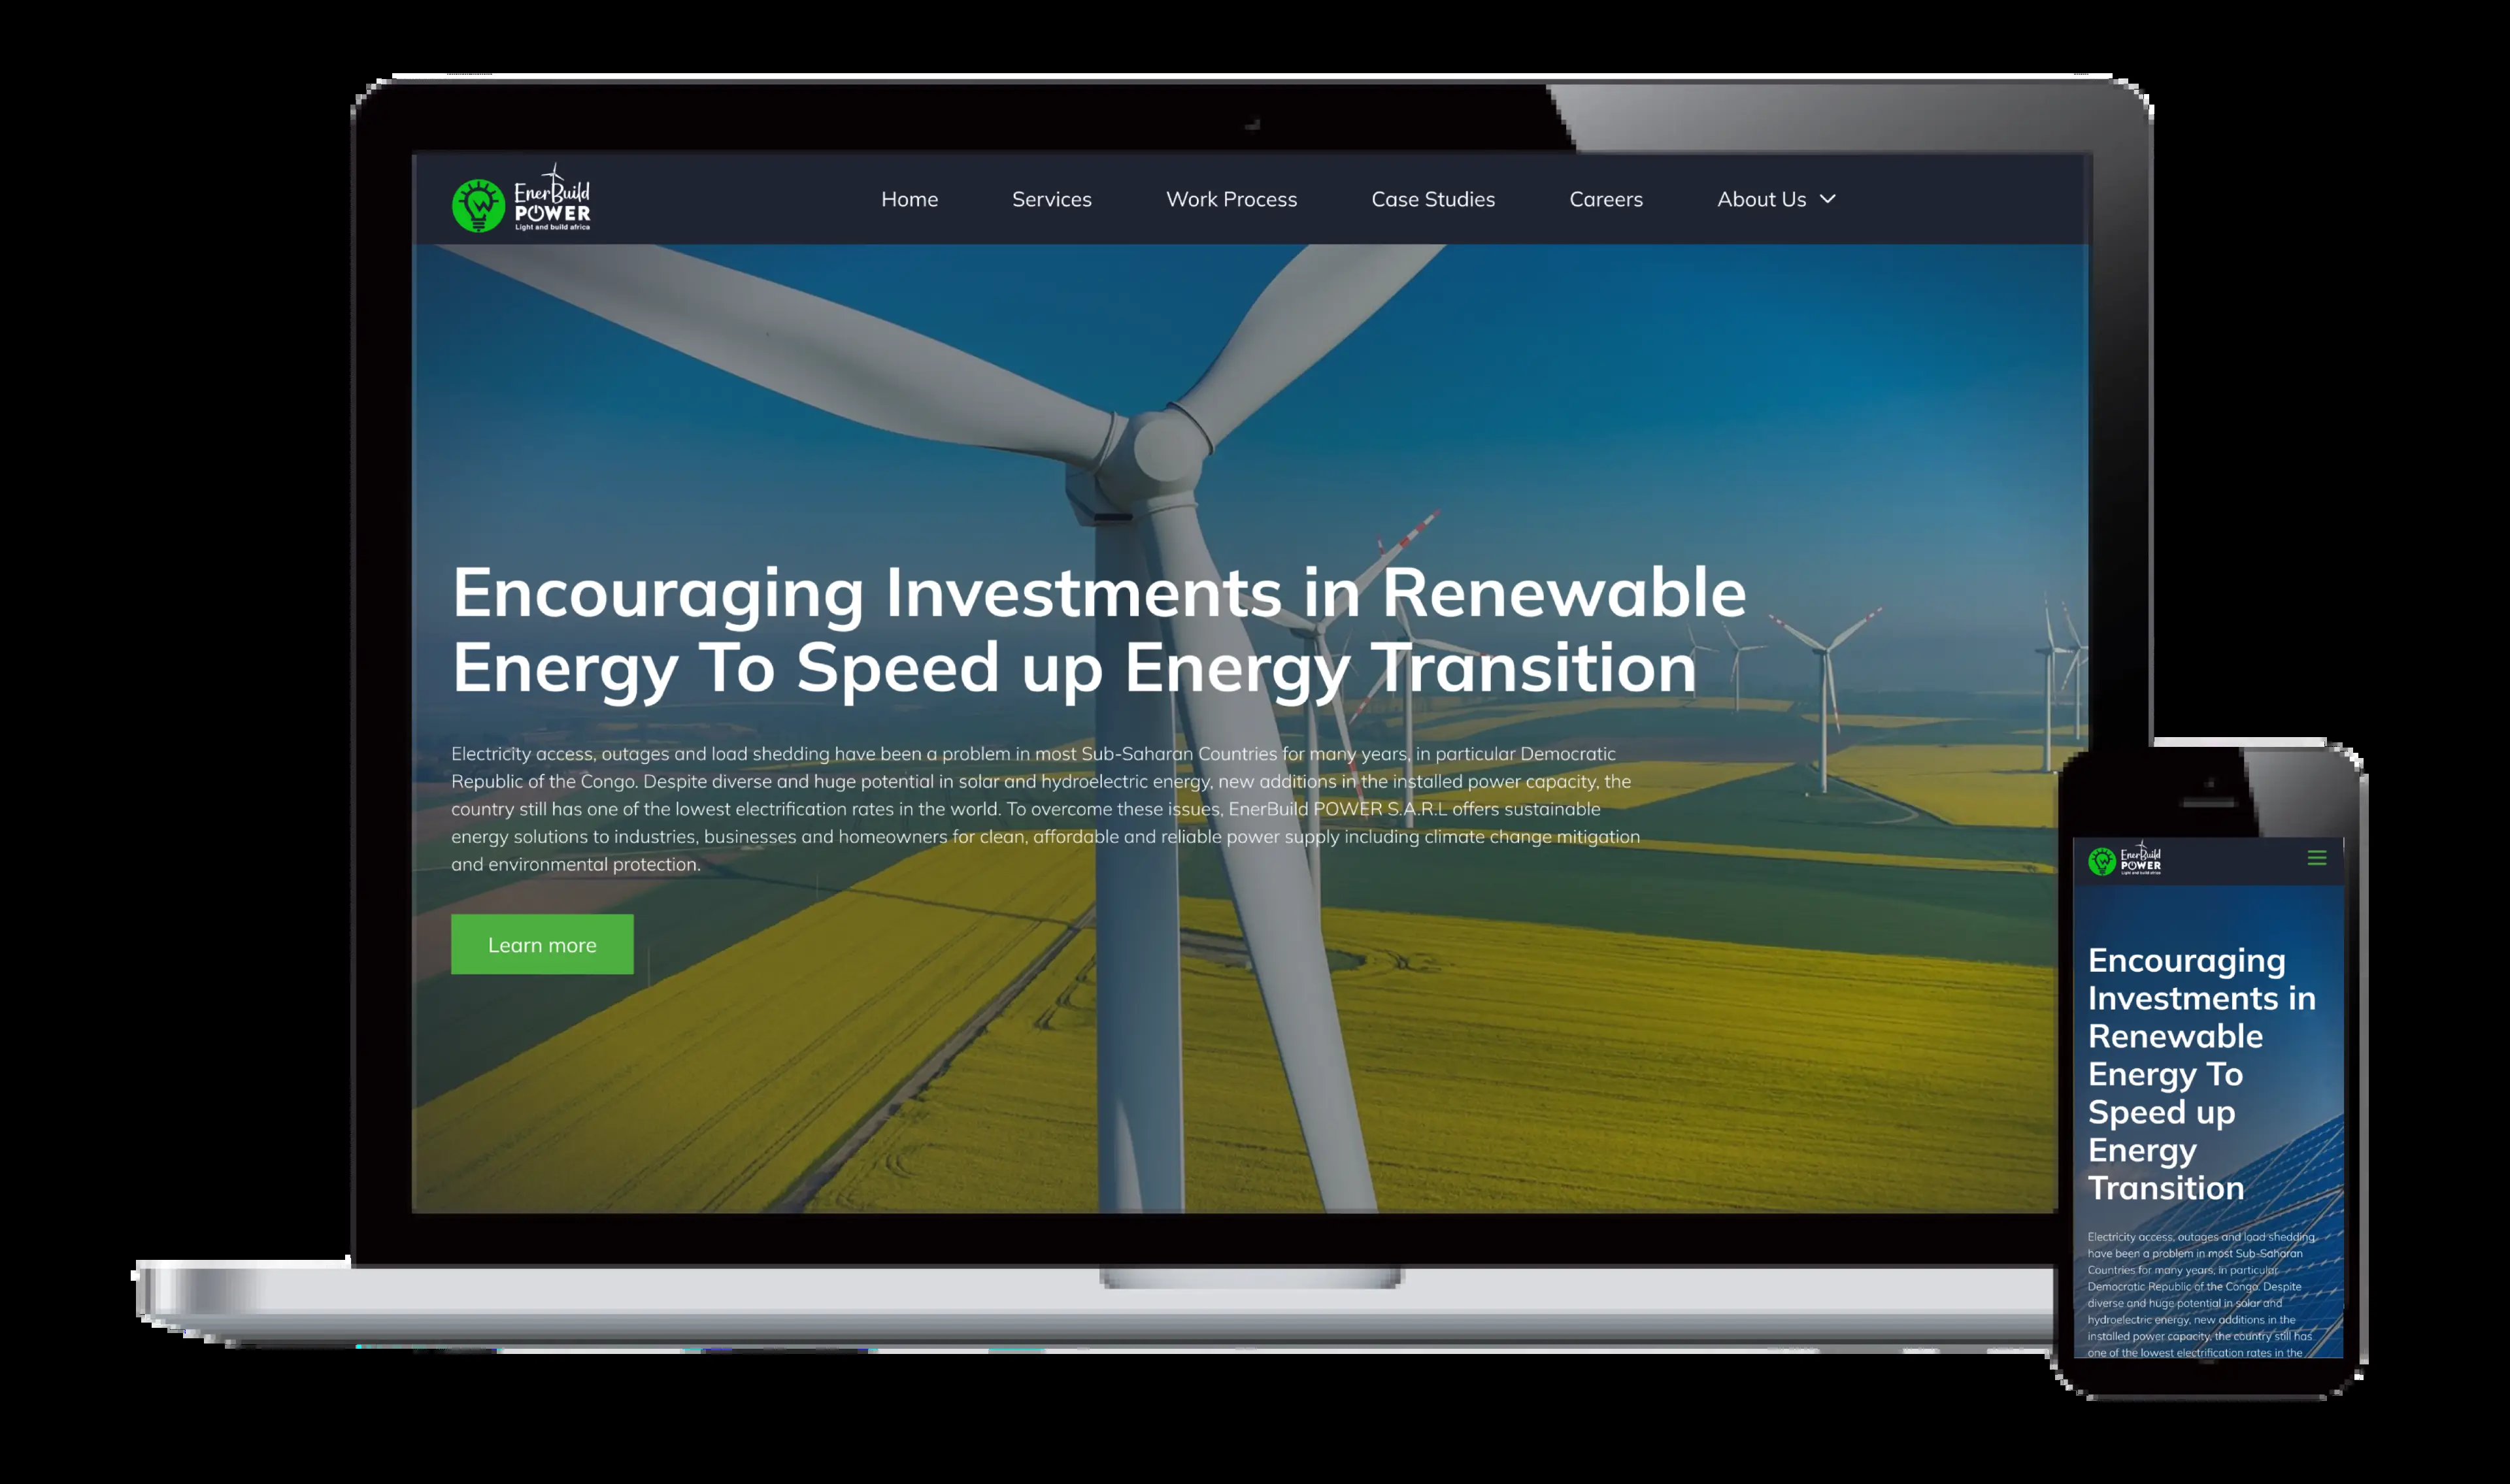 EnerBuild
POWER
Light and build africa
Home
Services
Work Process
Case Studies
Careers
About Us
Encouraging Investments in Renewable
Energy To Speed up Energy Transition
Electricity access, outages and load shedding have been a problem in most Sub-Saharan Countries for many years, in particular Democratic
Republic of the Congo. Despite diverse and huge potential in solar and hydroelectric energy, new additions in the installed power capacity, the
country still has one of the lowest electrification rates in the world. To overcome these issues, EnerBuild POWER S.A.R.L offers sustainable
energy solutions to industries, businesses and homeowners for clean, affordable and reliable power supply including climate change mitigation
and environmental protection.
Learn more
EnerBuild
POWER
Light and build africa
Encouraging
Investments in
Renewable
Energy To
Speed up
Energy
Transition
Electricity access, outages and load shedding
have been a problem in most Sub-Saharan
Countries for many years, in particular
Democratic Republic of the Congo. Despite
diverse and huge potential in solar and
hydroelectric energy, new additions in the
installed power capacity, the country still has
one of the lowest electrification rates in the